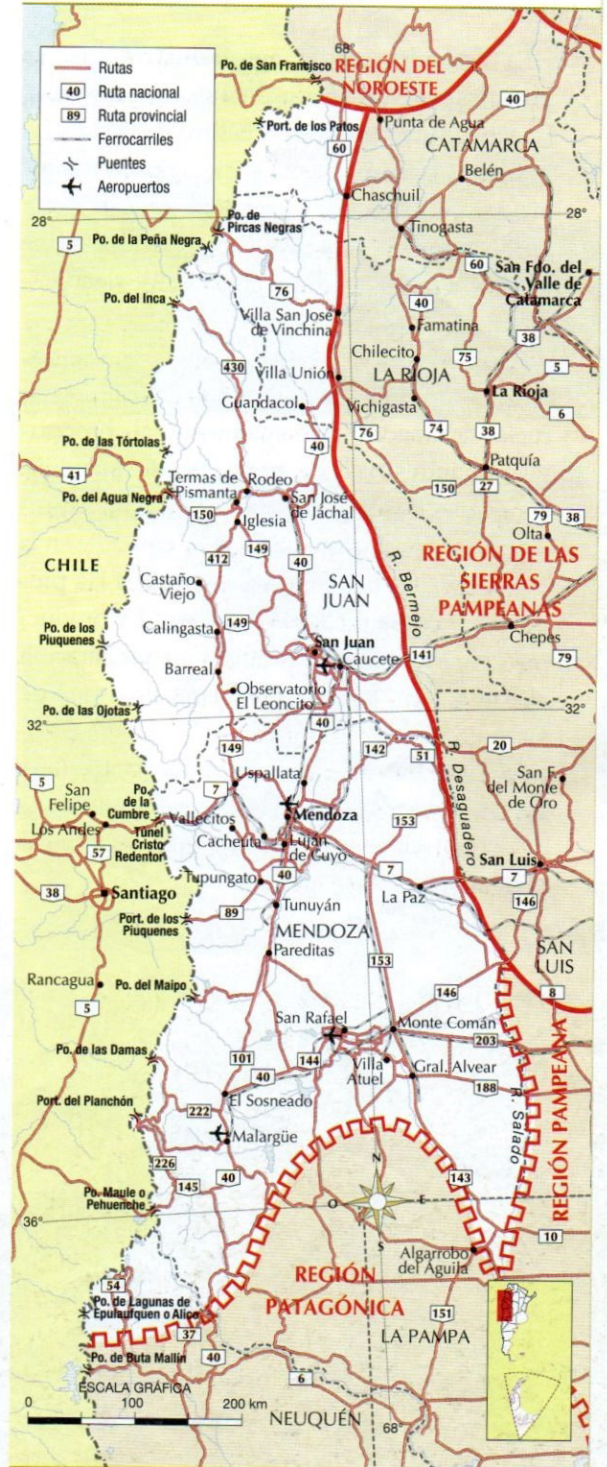 Rutas
40 Ruta nacional
89 Ruta provincial
Ferrocarriles
Puentes
Aeropuertos
68°
Po. de San Francisco
REGIÓN DEL
NOROESTE
40
Port. de los Patos
Punta de Agua
60
CATAMARCA
Belén
Chaschuil
28°
28°
Po. de
Pircas Negras
Tinogasta
5
Po. de la Peña Negra
60
San Fdo. del
Valle de
Catamarca
76
40
Po. del Inca
Villa San José
de Vinchina
Famatina
38
Chilecito
75
430
Villa Unión
LA RIOJA
5
La Rioja
Guandacol
Vichigasta
6
40
76
74
38
Po. de las Tórtolas
Patquía
41
Termas de
Pismanta
Rodeo
150
27
Po. del Agua Negra
San José
de Jáchal
150
79
38
Iglesia
Olta
412
149
40
REGIÓN DE LAS
SIERRAS
PAMPEANAS
CHILE
R. Bermejo
Castaño
Viejo
SAN
JUAN
Calingasta
149
Chepes
Po. de los
Piuquenes
San Juan
141
Caucete
79
Barreal
Observatorio
El Leoncito
Po. de las Ojotas
32°
32°
40
149
142
51
20
R. Desaguadero
5
7
Uspallata
San F.
del Monte
de Oro
San
Felipe
Po.
de la
Cumbre
Los Andes
Vallecitos
Mendoza
153
Túnel
Cristo
Redentor
Cacheuta
Luján
de Cuyo
San Luis
57
7
7
38
Santiago
Tupungato
40
La Paz
146
Port. de los
Piuquenes
89
Tunuyán
MENDOZA
Pareditas
153
SAN
LUIS
Rancagua
Po. del Maipo
146
8
5
San Rafael
Monte Comán
203
Po. de las Damas
101
144
Villa
Atuel
Gral. Alvear
40
188
El Sosneado
Port. del Planchón
222
R. Salado
REGIÓN PAMPEANA
Malargüe
226
145
40
N
143
Po. Maule o
Pehuenche
O
E
36°
S
10
Algarrobo
del Águila
54
REGIÓN
PATAGÓNICA
Po. de Lagunas de
Epulaufquen o Alico
151
37
LA PAMPA
Po. de Buta Mallín
40
6
ESCALA GRÁFICA
0
200 km
NEUQUÉN
68°